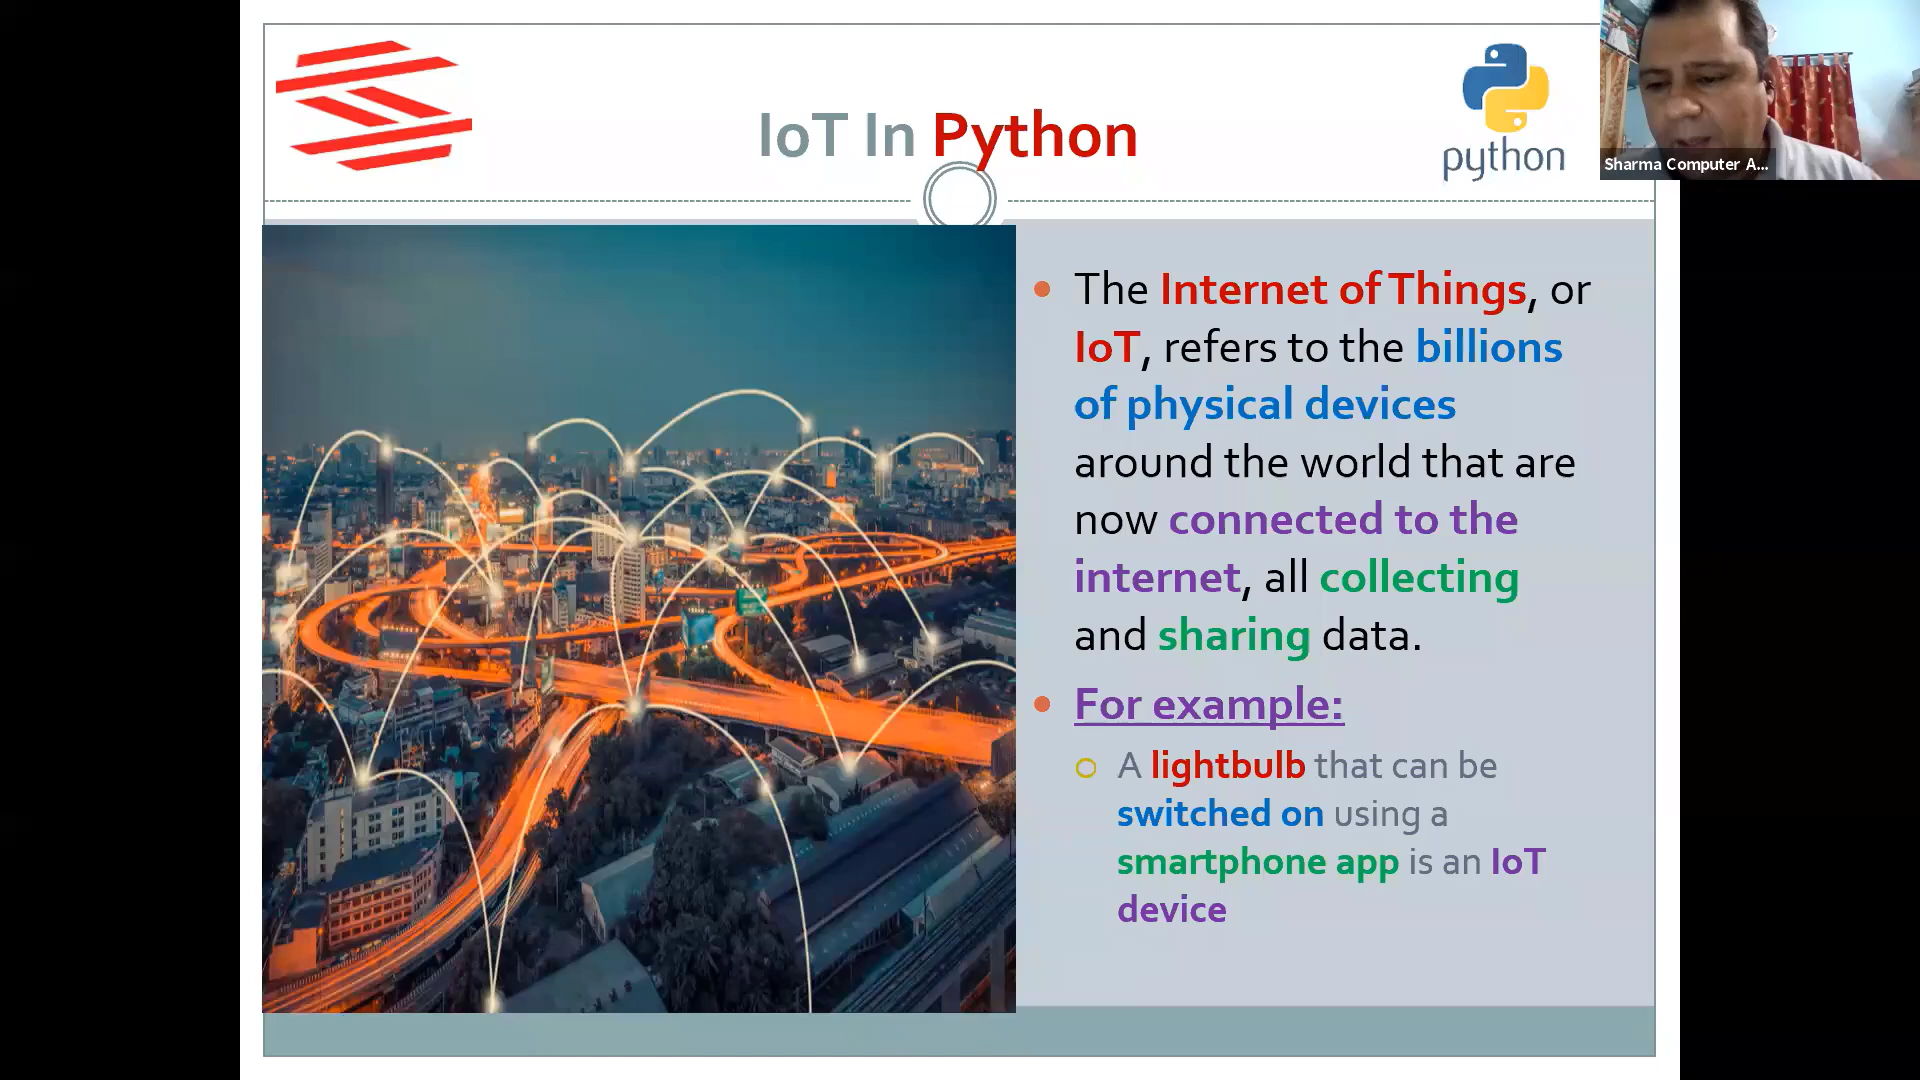 IoT In Python
python
Sharma Computer A...
The Internet of Things, or
IoT, refers to the billions
of physical devices
around the world that are
now connected to the
internet, all collecting
and sharing data.
For example:
A lightbulb that can be
switched on using a
smartphone app is an IoT
device